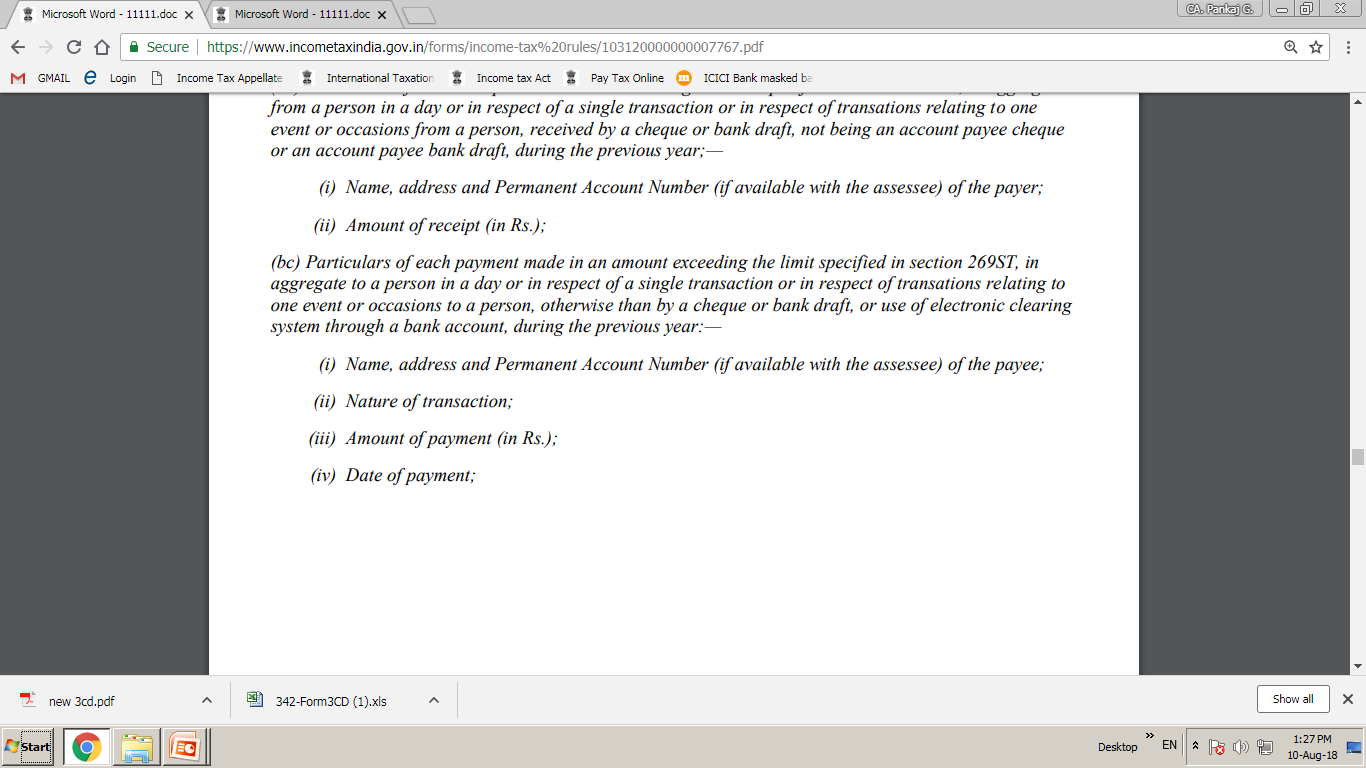 Microsoft Word - 11111.doc
Microsoft Word - 11111.doc
CA. Pankaj G.
Secure
https://www.incometaxindia.gov.in/forms/income-tax%20rules/103120000000007767.pdf
GMAIL
Login
Income Tax Appellate
International Taxation
Income tax Act
Pay Tax Online
ICICI Bank masked ba
from a person in a day or in respect of a single transaction or in respect of transations relating to one
event or occasions from a person, received by a cheque or bank draft, not being an account payee cheque
or an account payee bank draft, during the previous year;—
(i) Name, address and Permanent Account Number (if available with the assessee) of the payer;
(ii) Amount of receipt (in Rs.);
(bc) Particulars of each payment made in an amount exceeding the limit specified in section 269ST, in
aggregate to a person in a day or in respect of a single transaction or in respect of transations relating to
one event or occasions to a person, otherwise than by a cheque or bank draft, or use of electronic clearing
system through a bank account, during the previous year:—
(i) Name, address and Permanent Account Number (if available with the assessee) of the payee;
(ii) Nature of transaction;
(iii) Amount of payment (in Rs.);
(iv) Date of payment;
new 3cd.pdf
342-Form3CD (1).xls
Show all
Start
Desktop
EN
1:27 PM
10-Aug-18